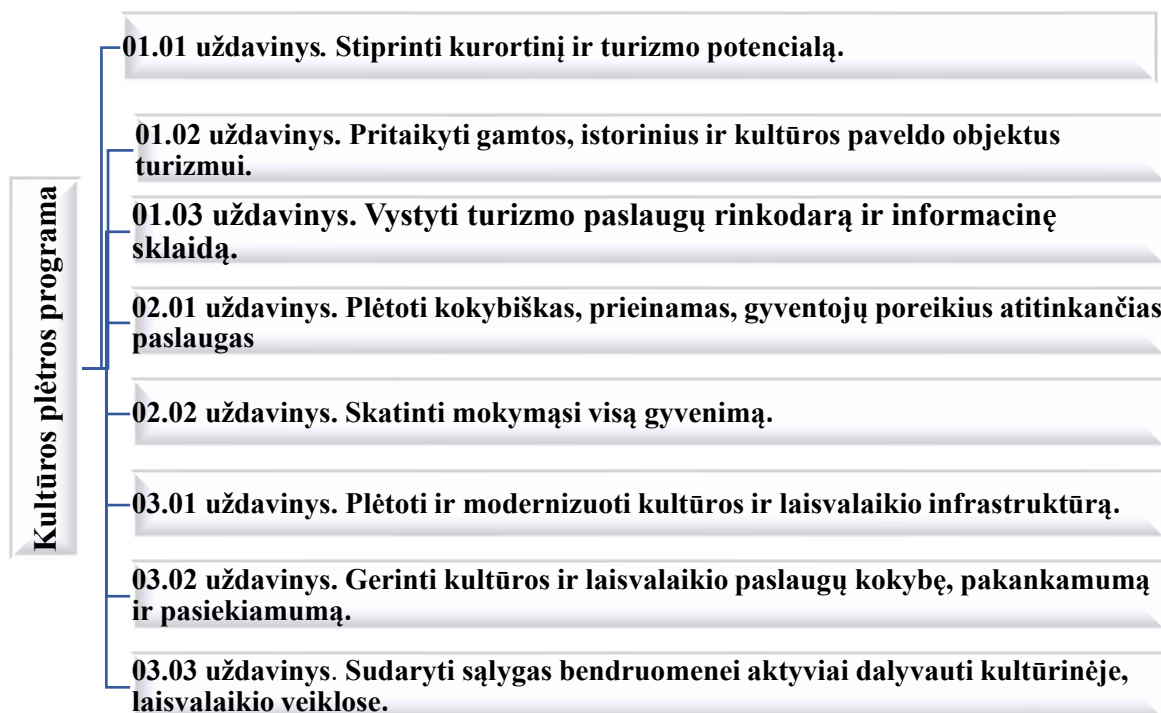 Kultūros plėtros programa
01.01 uždavinys. Stiprinti kurortinį ir turizmo potencialą.
01.02 uždavinys. Pritaikyti gamtos, istorinius ir kultūros paveldo objektus
turizmui.
01.03 uždavinys. Vystyti turizmo paslaugų rinkodarą ir informacinę
sklaidą.
02.01 uždavinys. Plėtoti kokybiškas, prieinamas, gyventojų poreikius atitinkančias
paslaugas
02.02 uždavinys. Skatinti mokymąsi visą gyvenimą.
03.01 uždavinys. Plėtoti ir modernizuoti kultūros ir laisvalaikio infrastruktūrą.
03.02 uždavinys. Gerinti kultūros ir laisvalaikio paslaugų kokybę, pakankamumą
ir pasiekiamumą.
03.03 uždavinys. Sudaryti sąlygas bendruomenei aktyviai dalyvauti kultūrinėje,
laisvalaikio veiklose.